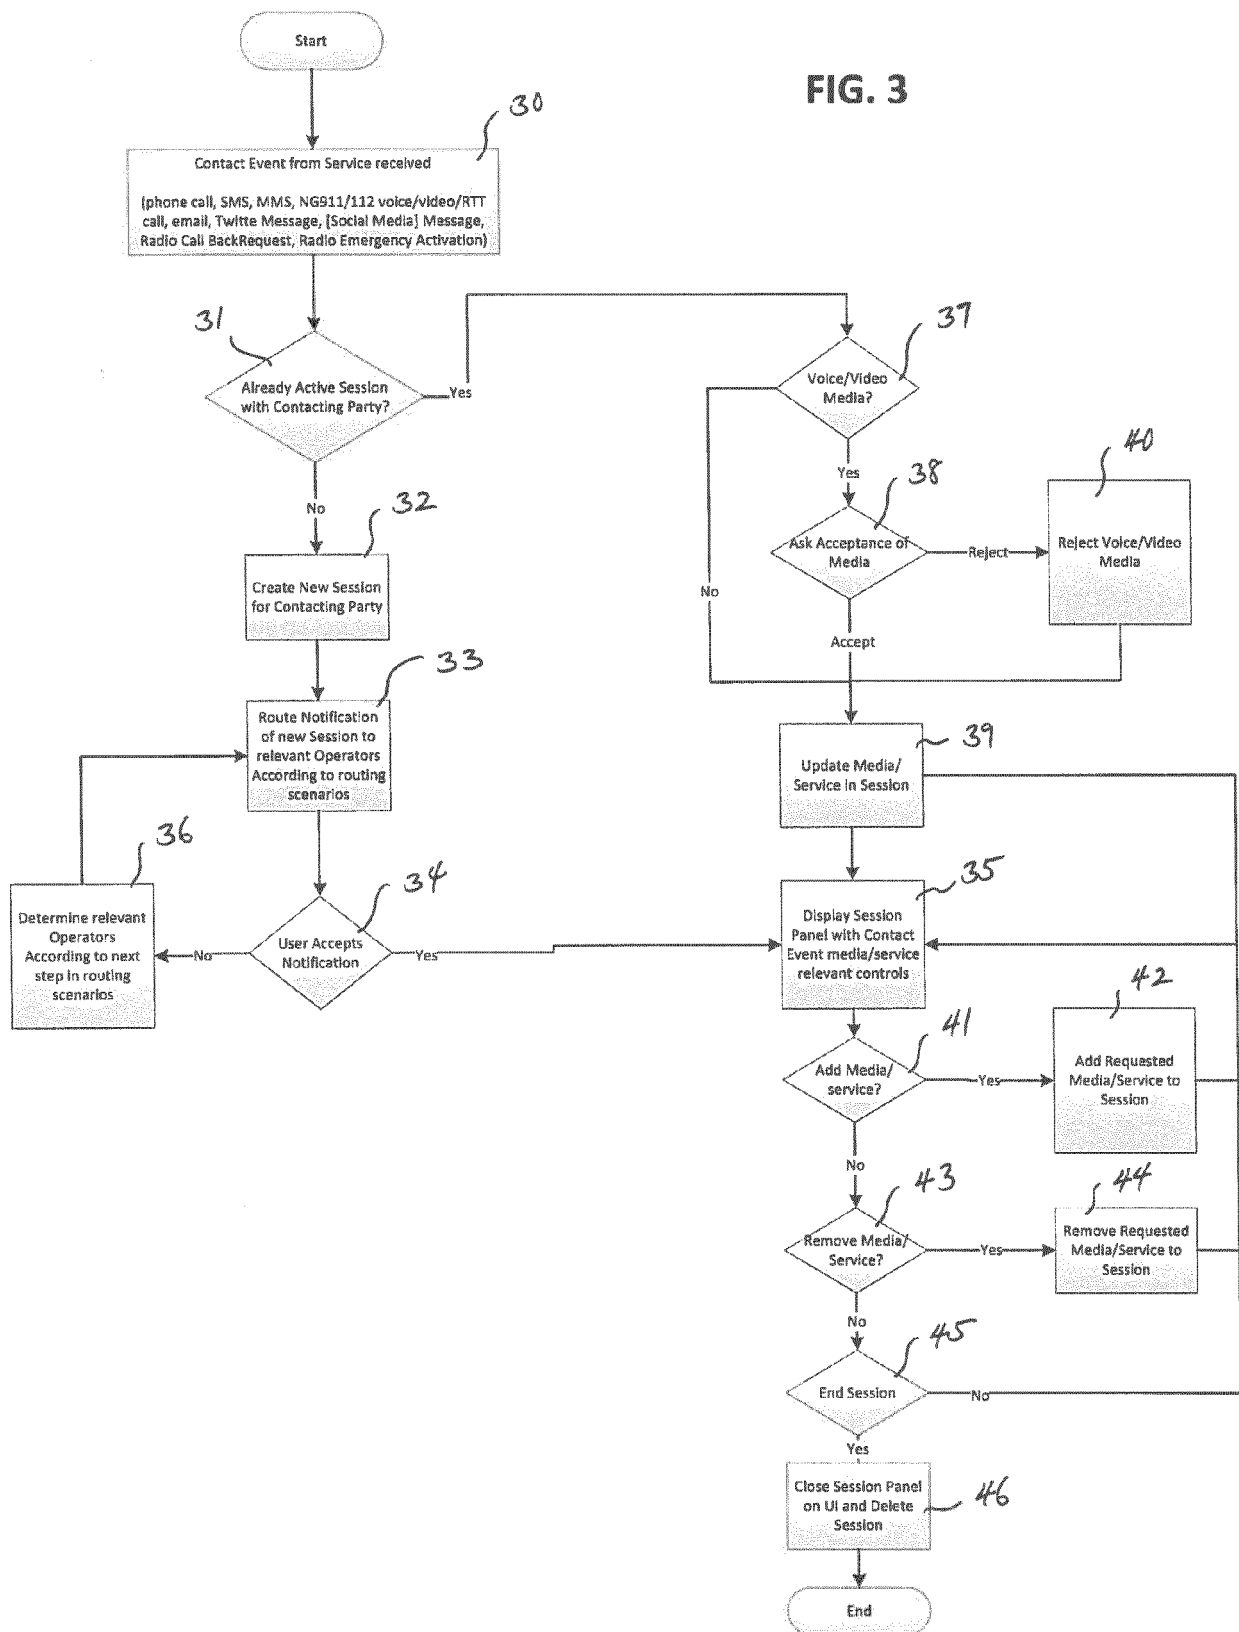 Start
FIG. 3
30
Contact Event from Service received
(phone call, SMS, MMS, NG911/112 voice/video/RTT
call, email, Twitte Message, [Social Media] Message,
Radio Call BackRequest, Radio Emergency Activation)
31
Already Active Session
with Contacting Party?
Yes
No
32
Create New Session
for Contacting Party
33
Route Notification
of new Session to
relevant Operators
According to routing
scenarios
34
User Accepts
Notification
No
Yes
36
Determine relevant
Operators
According to next
step in routing
scenarios
37
Voice/Video
Media?
Yes
No
38
Ask Acceptance of
Media
Reject
Accept
40
Reject Voice/Video
Media
39
Update Media/
Service in Session
35
Display Session
Panel with Contact
Event media/service
relevant controls
41
Add Media/
service?
Yes
No
42
Add Requested
Media/Service to
Session
43
Remove Media/
Service?
Yes
No
44
Remove Requested
Media/Service to
Session
45
End Session
No
Yes
46
Close Session Panel
on UI and Delete
Session
End